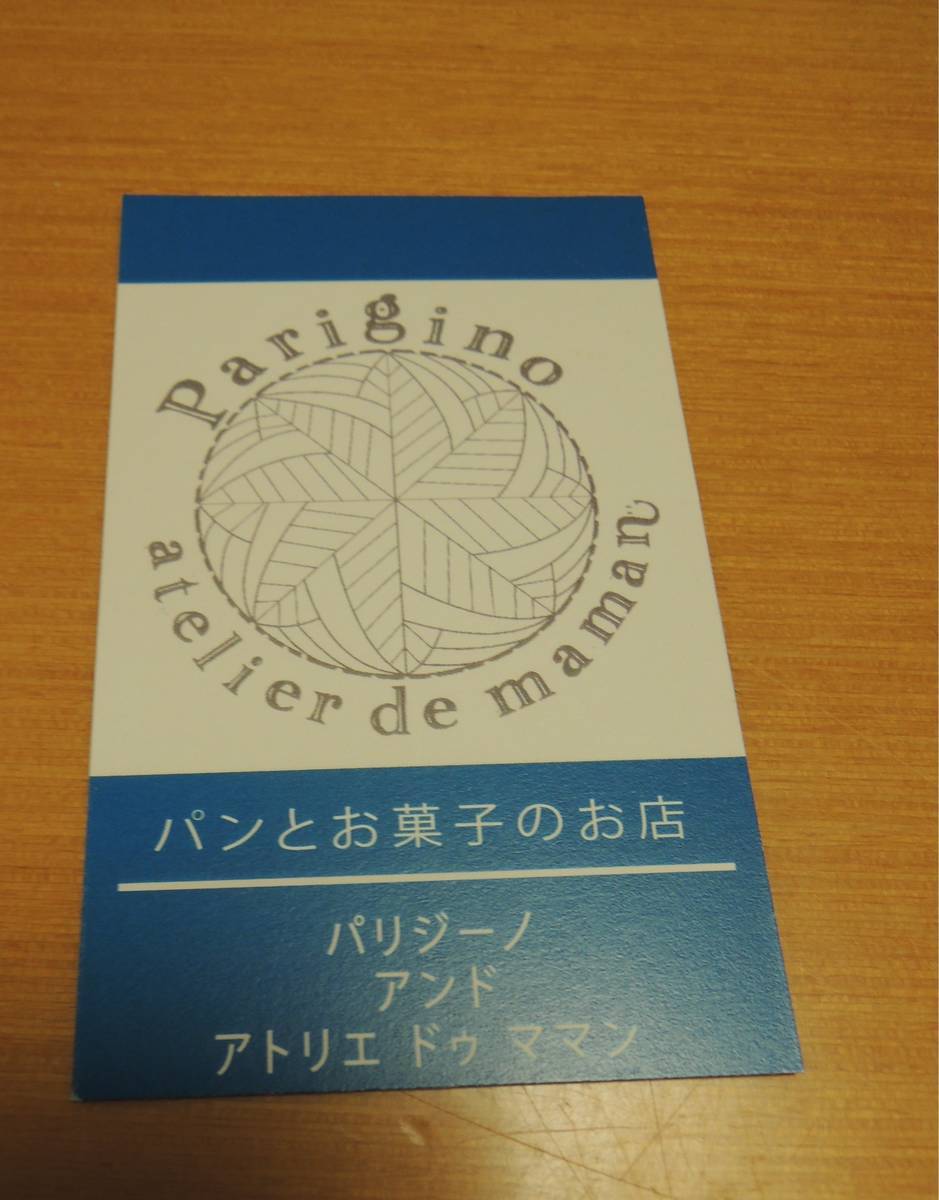 Parigino
atelier de maman
パンとお菓子のお店
パリジーノ
アンド
アトリエ ドゥ ママン